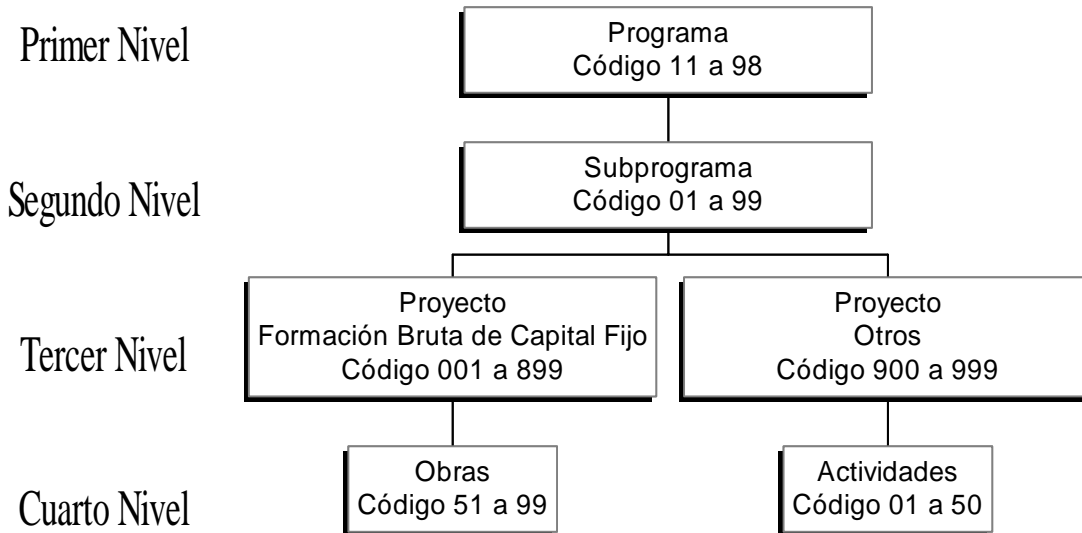 Primer Nivel
Programa
Código 11 a 98
Segundo Nivel
Subprograma
Código 01 a 99
Tercer Nivel
Proyecto
Formación Bruta de Capital Fijo
Código 001 a 899
Proyecto
Otros
Código 900 a 999
Cuarto Nivel
Obras
Código 51 a 99
Actividades
Código 01 a 50